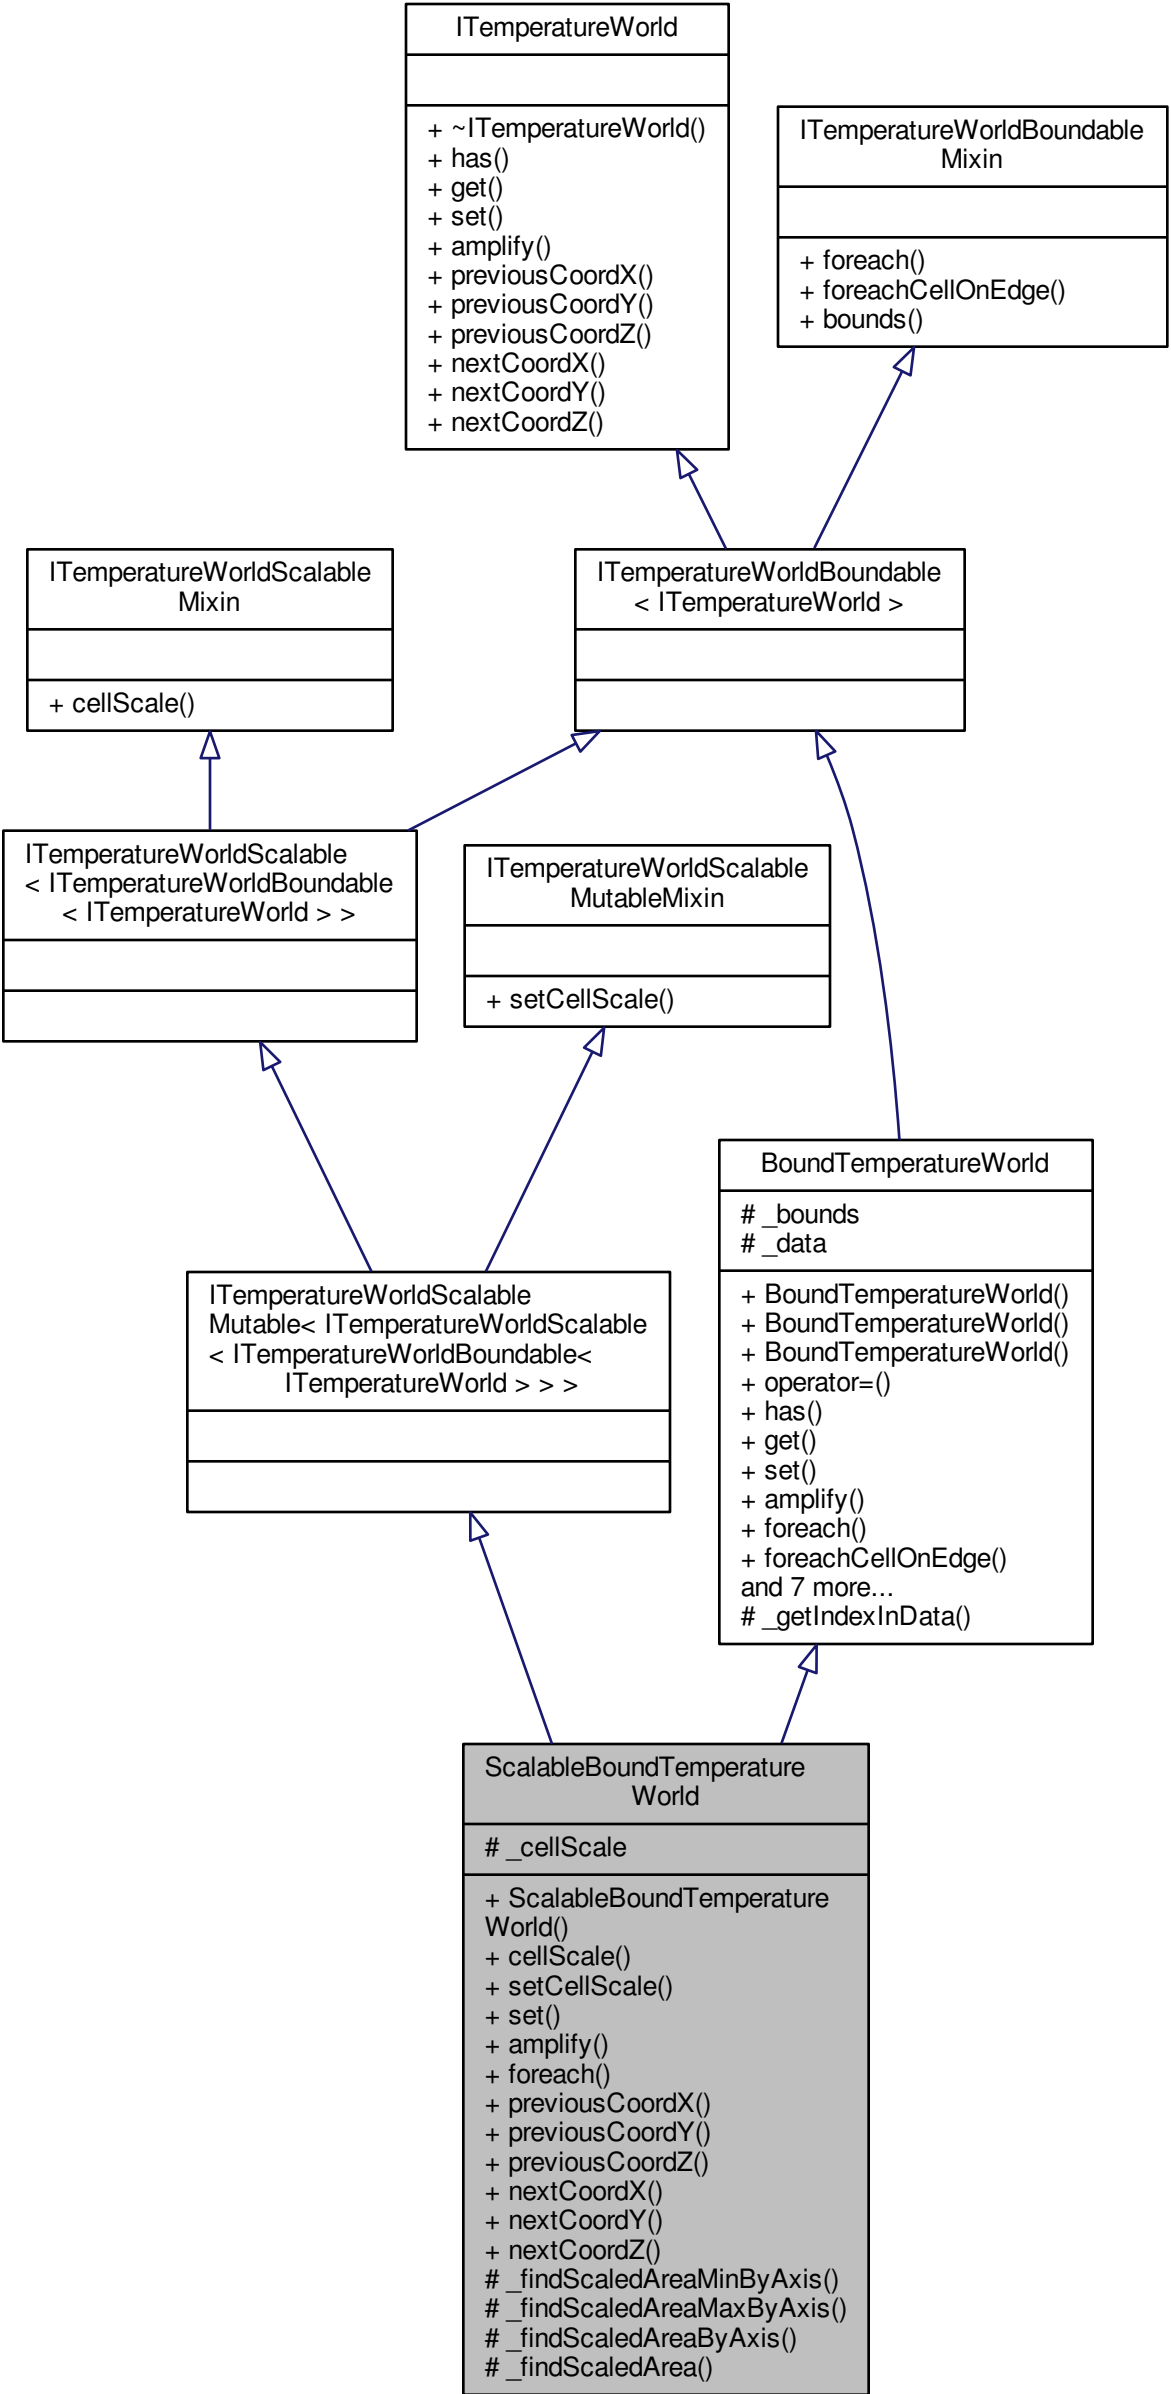 ITemperatureWorld
+ ~ITemperatureWorld()
+ has()
+ get()
+ set()
+ amplify()
+ previousCoordX()
+ previousCoordY()
+ previousCoordZ()
+ nextCoordX()
+ nextCoordY()
+ nextCoordZ()
ITemperatureWorldBoundable
Mixin
+ foreach()
+ foreachCellOnEdge()
+ bounds()
ITemperatureWorldScalable
Mixin
+ cellScale()
ITemperatureWorldBoundable
< ITemperatureWorld >
ITemperatureWorldScalable
< ITemperatureWorldBoundable
< ITemperatureWorld > >
ITemperatureWorldScalable
MutableMixin
+ setCellScale()
BoundTemperatureWorld
# _bounds
# _data
+ BoundTemperatureWorld()
+ BoundTemperatureWorld()
+ BoundTemperatureWorld()
+ operator=()
+ has()
+ get()
+ set()
+ amplify()
+ foreach()
+ foreachCellOnEdge()
and 7 more...
# _getIndexInData()
ITemperatureWorldScalable
Mutable< ITemperatureWorldScalable
< ITemperatureWorldBoundable<
ITemperatureWorld > > >
ScalableBoundTemperature
World
# _cellScale
+ ScalableBoundTemperature
World()
+ cellScale()
+ setCellScale()
+ set()
+ amplify()
+ foreach()
+ previousCoordX()
+ previousCoordY()
+ previousCoordZ()
+ nextCoordX()
+ nextCoordY()
+ nextCoordZ()
# _findScaledAreaMinByAxis()
# _findScaledAreaMaxByAxis()
# _findScaledAreaByAxis()
# _findScaledArea()